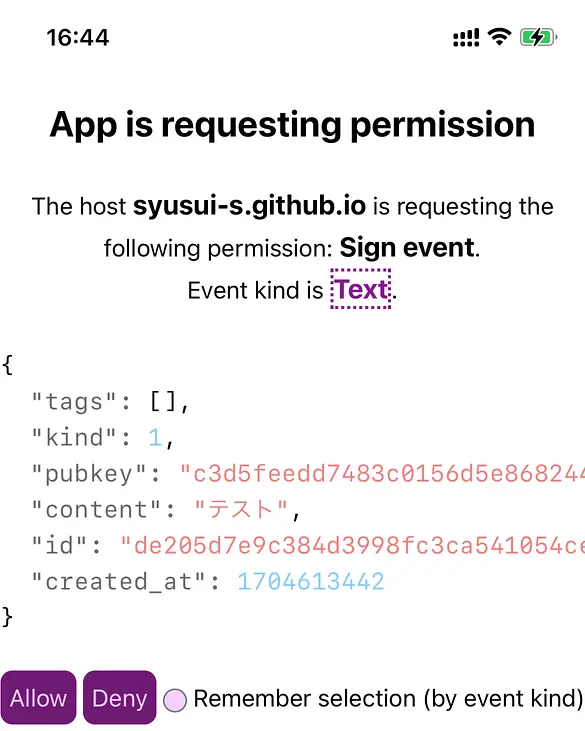 16:44
App is requesting permission
The host syusui-s.github.io is requesting the
following permission: Sign event.
Event kind is Text.
{
"tags": [],
"kind": 1,
"pubkey": "c3d5feedd7483c0156d5e868244
"content": "テスト",
"id": "de205d7e9c384d3998fc3ca541054ce
"created_at": 1704613442
}
Allow Deny Remember selection (by event kind)